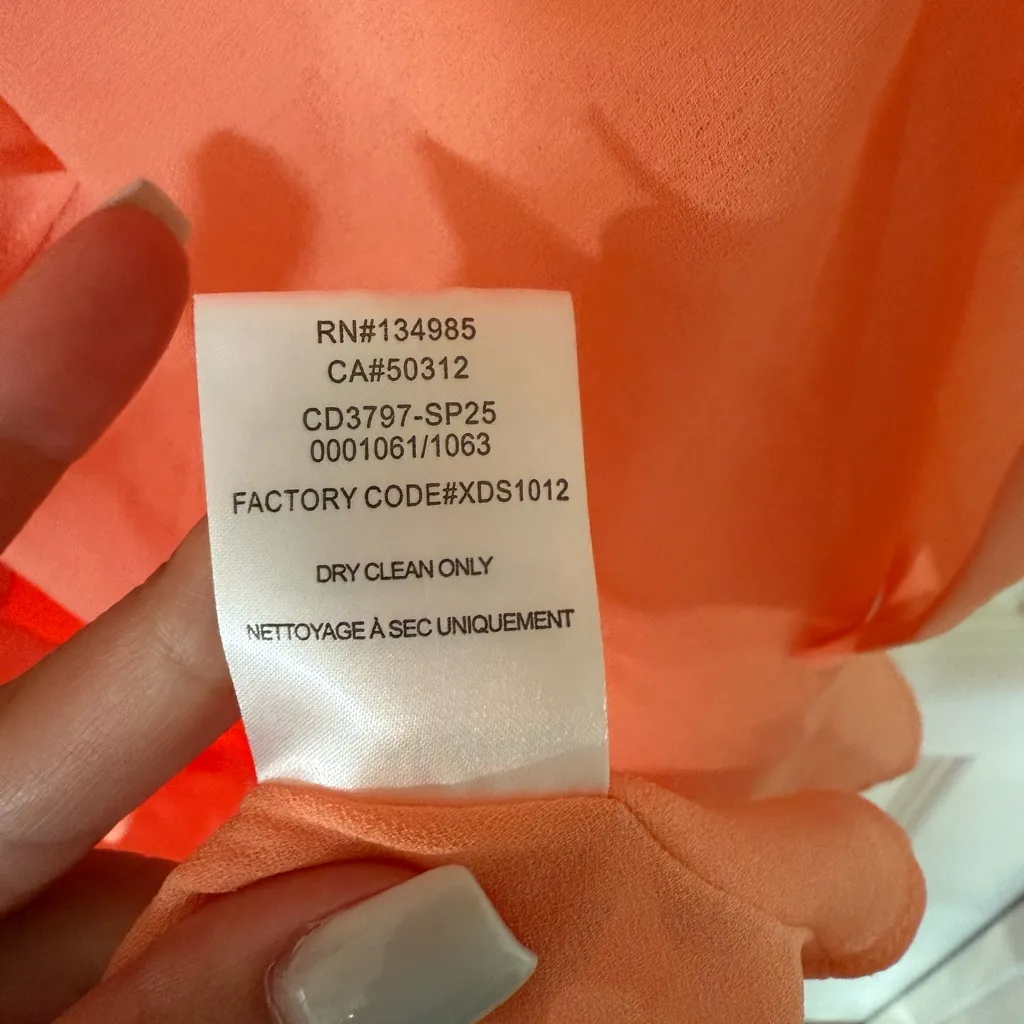 RN#134985
CA#50312
CD3797-SP25
0001061/1063
FACTORY CODE#XDS1012
DRY CLEAN ONLY
NETTOYAGE À SEC UNIQUEMENT